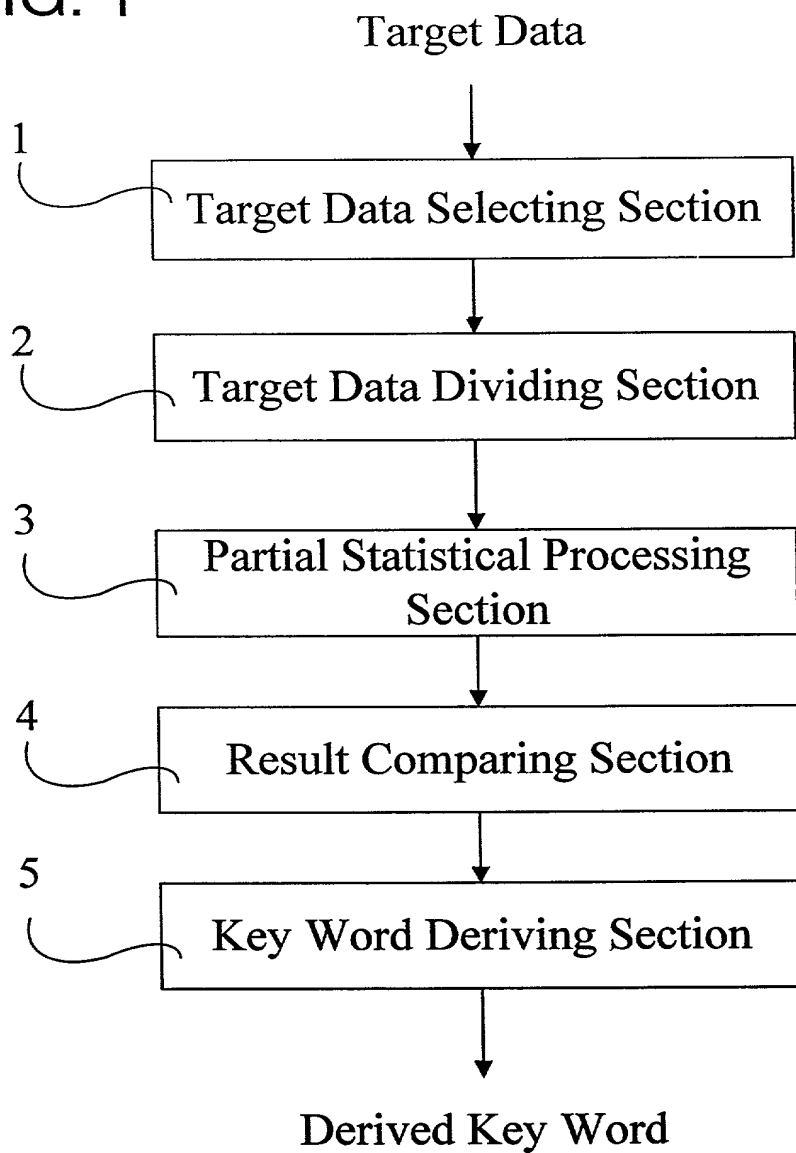 Target Data
1
Target Data Selecting Section
2
Target Data Dividing Section
3
Partial Statistical Processing
Section
4
Result Comparing Section
5
Key Word Deriving Section
Derived Key Word